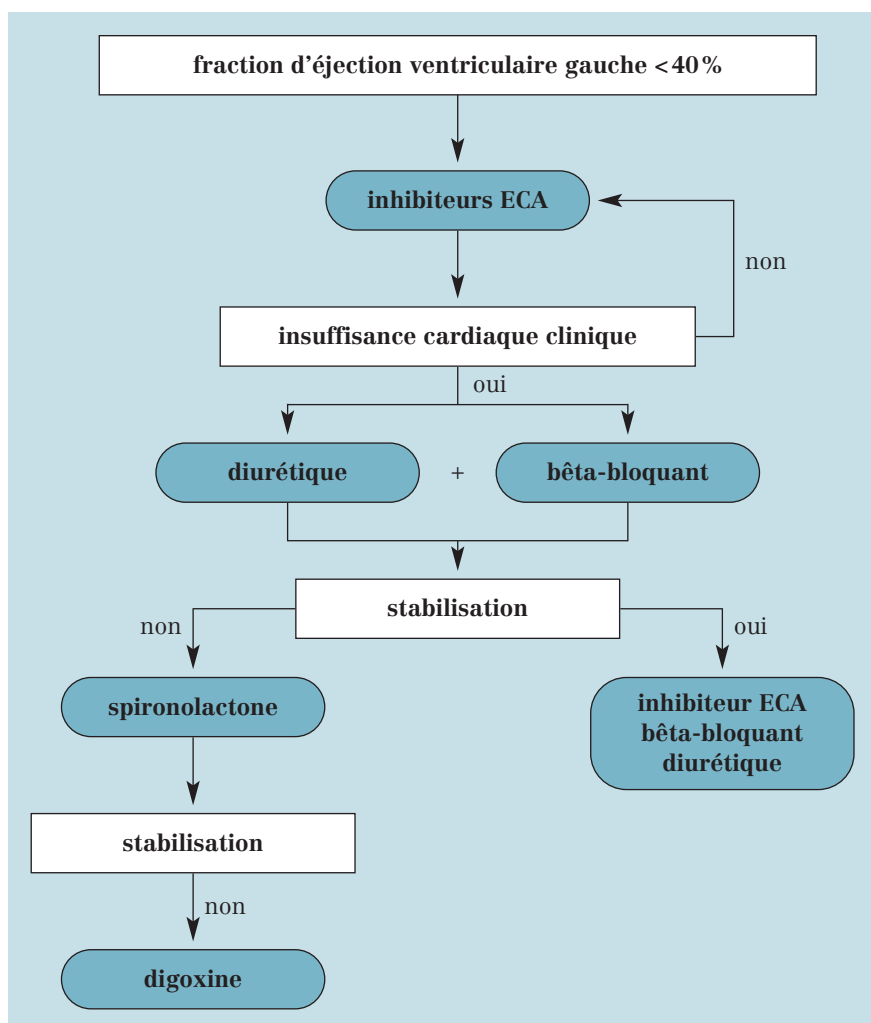 fraction d'éjection ventriculaire gauche <40%
inhibiteurs ECA
non
insuffisance cardiaque clinique
oui
diurétique + bêta-bloquant
stabilisation
non
oui
spironolactone
inhibiteur ECA
bêta-bloquant
diurétique
stabilisation
non
digoxine